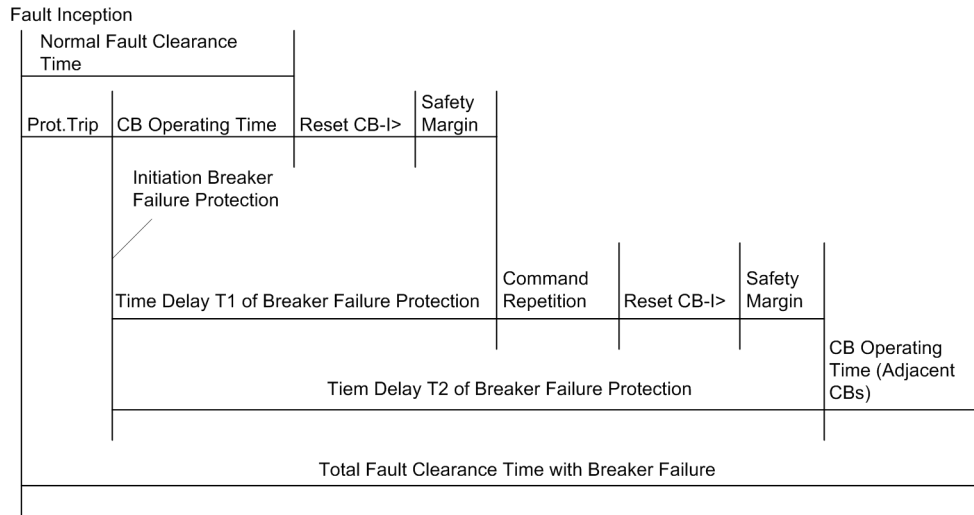 Fault Inception
Normal Fault Clearance
Time
Prot.Trip
CB Operating Time
Reset CB-I>
Safety
Margin
Initiation Breaker
Failure Protection
Time Delay T1 of Breaker Failure Protection
Command
Repetition
Reset CB-I>
Safety
Margin
CB Operating
Time (Adjacent
CBs)
Tiem Delay T2 of Breaker Failure Protection
Total Fault Clearance Time with Breaker Failure